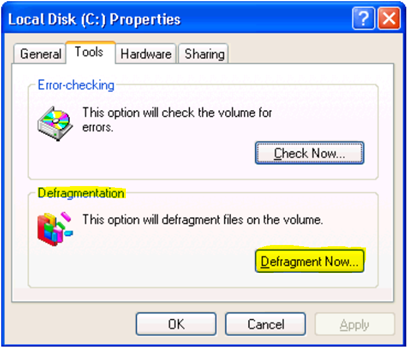 Local Disk (C:) Properties
General Tools Hardware Sharing
Error-checking
This option will check the volume for
errors.
Check Now...
Defragmentation
This option will defragment files on the volume.
Defragment Now...
OK Cancel Apply